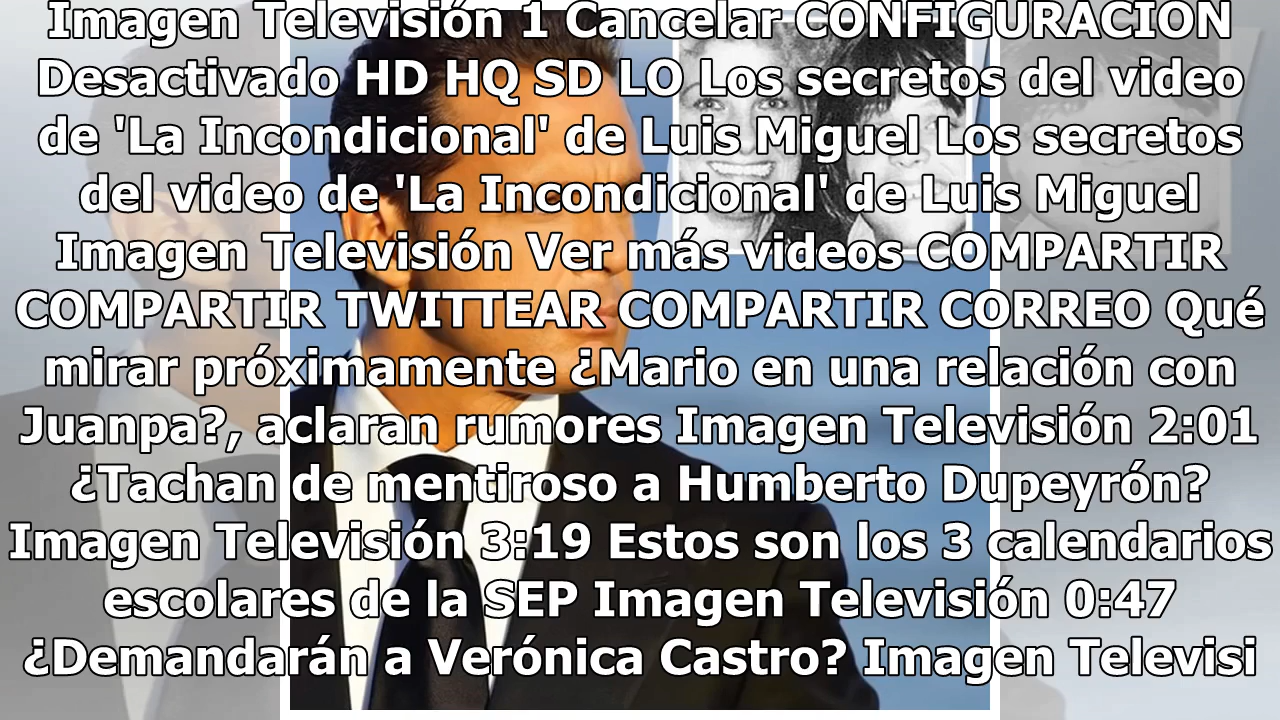 Imagen Televisión 1 Cancelar CONFIGURACIÓN
Desactivado HD HQ SD LO Los secretos del video
de 'La Incondicional' de Luis Miguel Los secretos
del video de 'La Incondicional' de Luis Miguel
Imagen Televisión Ver más videos COMPARTIR
COMPARTIR TWITTEAR COMPARTIR CORREO Qué
mirar próximamente ¿Mario en una relación con
Juanpa?, aclaran rumores Imagen Televisión 2:01
¿Tachan de mentiroso a Humberto Dupeyrón?
Imagen Televisión 3:19 Estos son los 3 calendarios
escolares de la SEP Imagen Televisión 0:47
¿Demandarán a Verónica Castro? Imagen Televisi